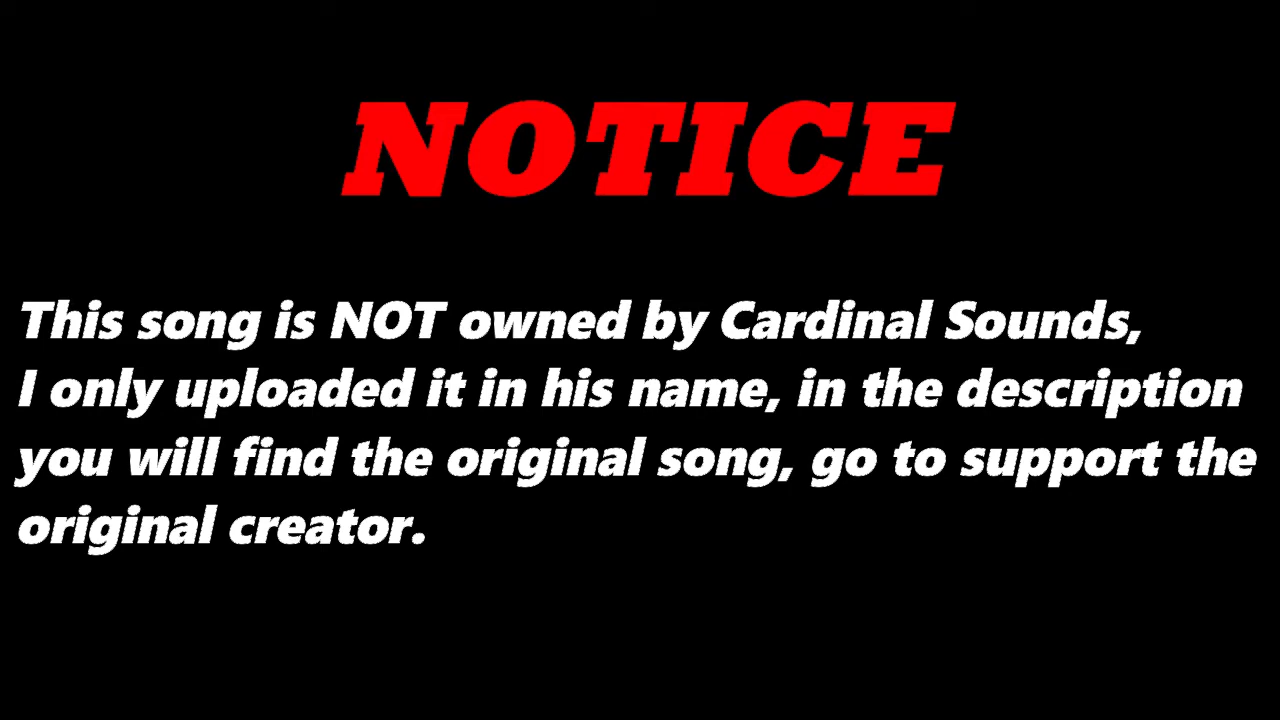 NOTICE
This song is NOT owned by Cardinal Sounds,
I only uploaded it in his name, in the description
you will find the original song, go to support the
original creator.